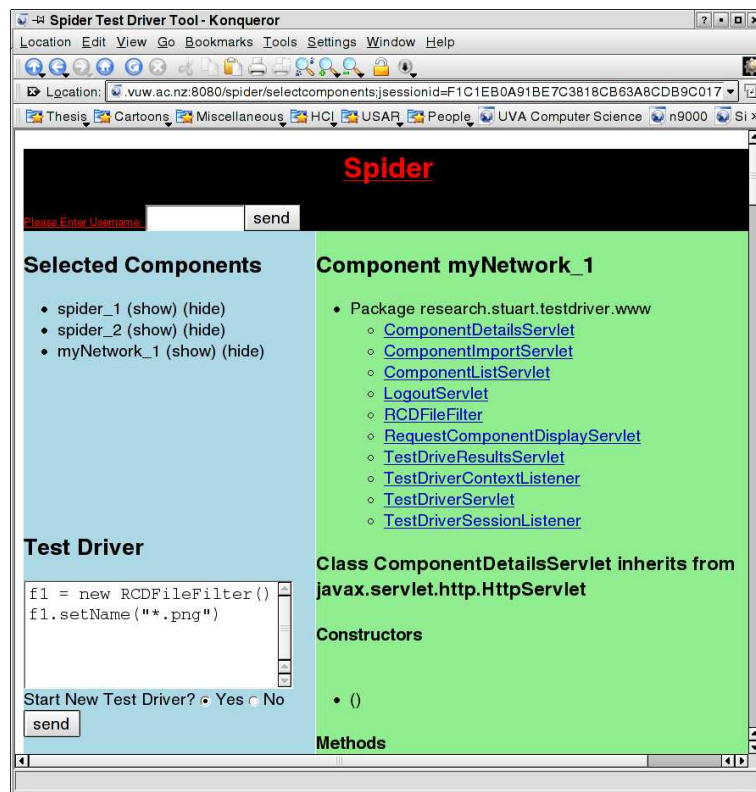 Spider Test Driver Tool - Konqueror
Location Edit View Go Bookmarks Tools Settings Window Help
Location: .vuw.ac.nz:8080/spider/selectcomponents;jsessionid=F1C1EB0A91BE7C3818CB63A8CDB9C017
Thesis Cartoons Miscellaneous HCI USAR People UVA Computer Science n9000 Si
Spider
Please Enter Username: send
Selected Components
• spider_1 (show) (hide)
• spider_2 (show) (hide)
• myNetwork_1 (show) (hide)
Test Driver
f1 = new RCDFileFilter()
f1.setName("*.png")
Start New Test Driver? Yes No
send
Component myNetwork_1
• Package research.stuart.testdriver.www
◦ ComponentDetailsServlet
◦ ComponentImportServlet
◦ ComponentListServlet
◦ LogoutServlet
◦ RCDFileFilter
◦ RequestComponentDisplayServlet
◦ TestDriveResultsServlet
◦ TestDriverContextListener
◦ TestDriverServlet
◦ TestDriverSessionListener
Class ComponentDetailsServlet inherits from
javax.servlet.http.HttpServlet
Constructors
• ()
Methods